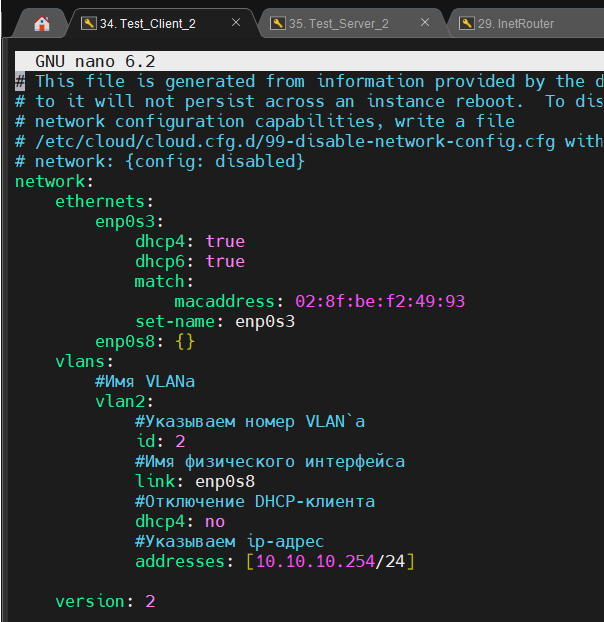 34. Test_Client_2
35. Test_Server_2
29. InetRouter
GNU nano 6.2
# This file is generated from information provided by the d
# to it will not persist across an instance reboot.  To dis
# network configuration capabilities, write a file
# /etc/cloud/cloud.cfg.d/99-disable-network-config.cfg with
# network: {config: disabled}
network:
    ethernets:
        enp0s3:
            dhcp4: true
            dhcp6: true
            match:
                macaddress: 02:8f:be:f2:49:93
            set-name: enp0s3
        enp0s8: {}
    vlans:
        #Имя VLANa
        vlan2:
            #Указываем номер VLAN`а
            id: 2
            #Имя физического интерфейса
            link: enp0s8
            #Отключение DHCP-клиента
            dhcp4: no
            #Указываем ip-адрес
            addresses: [10.10.10.254/24]
    version: 2